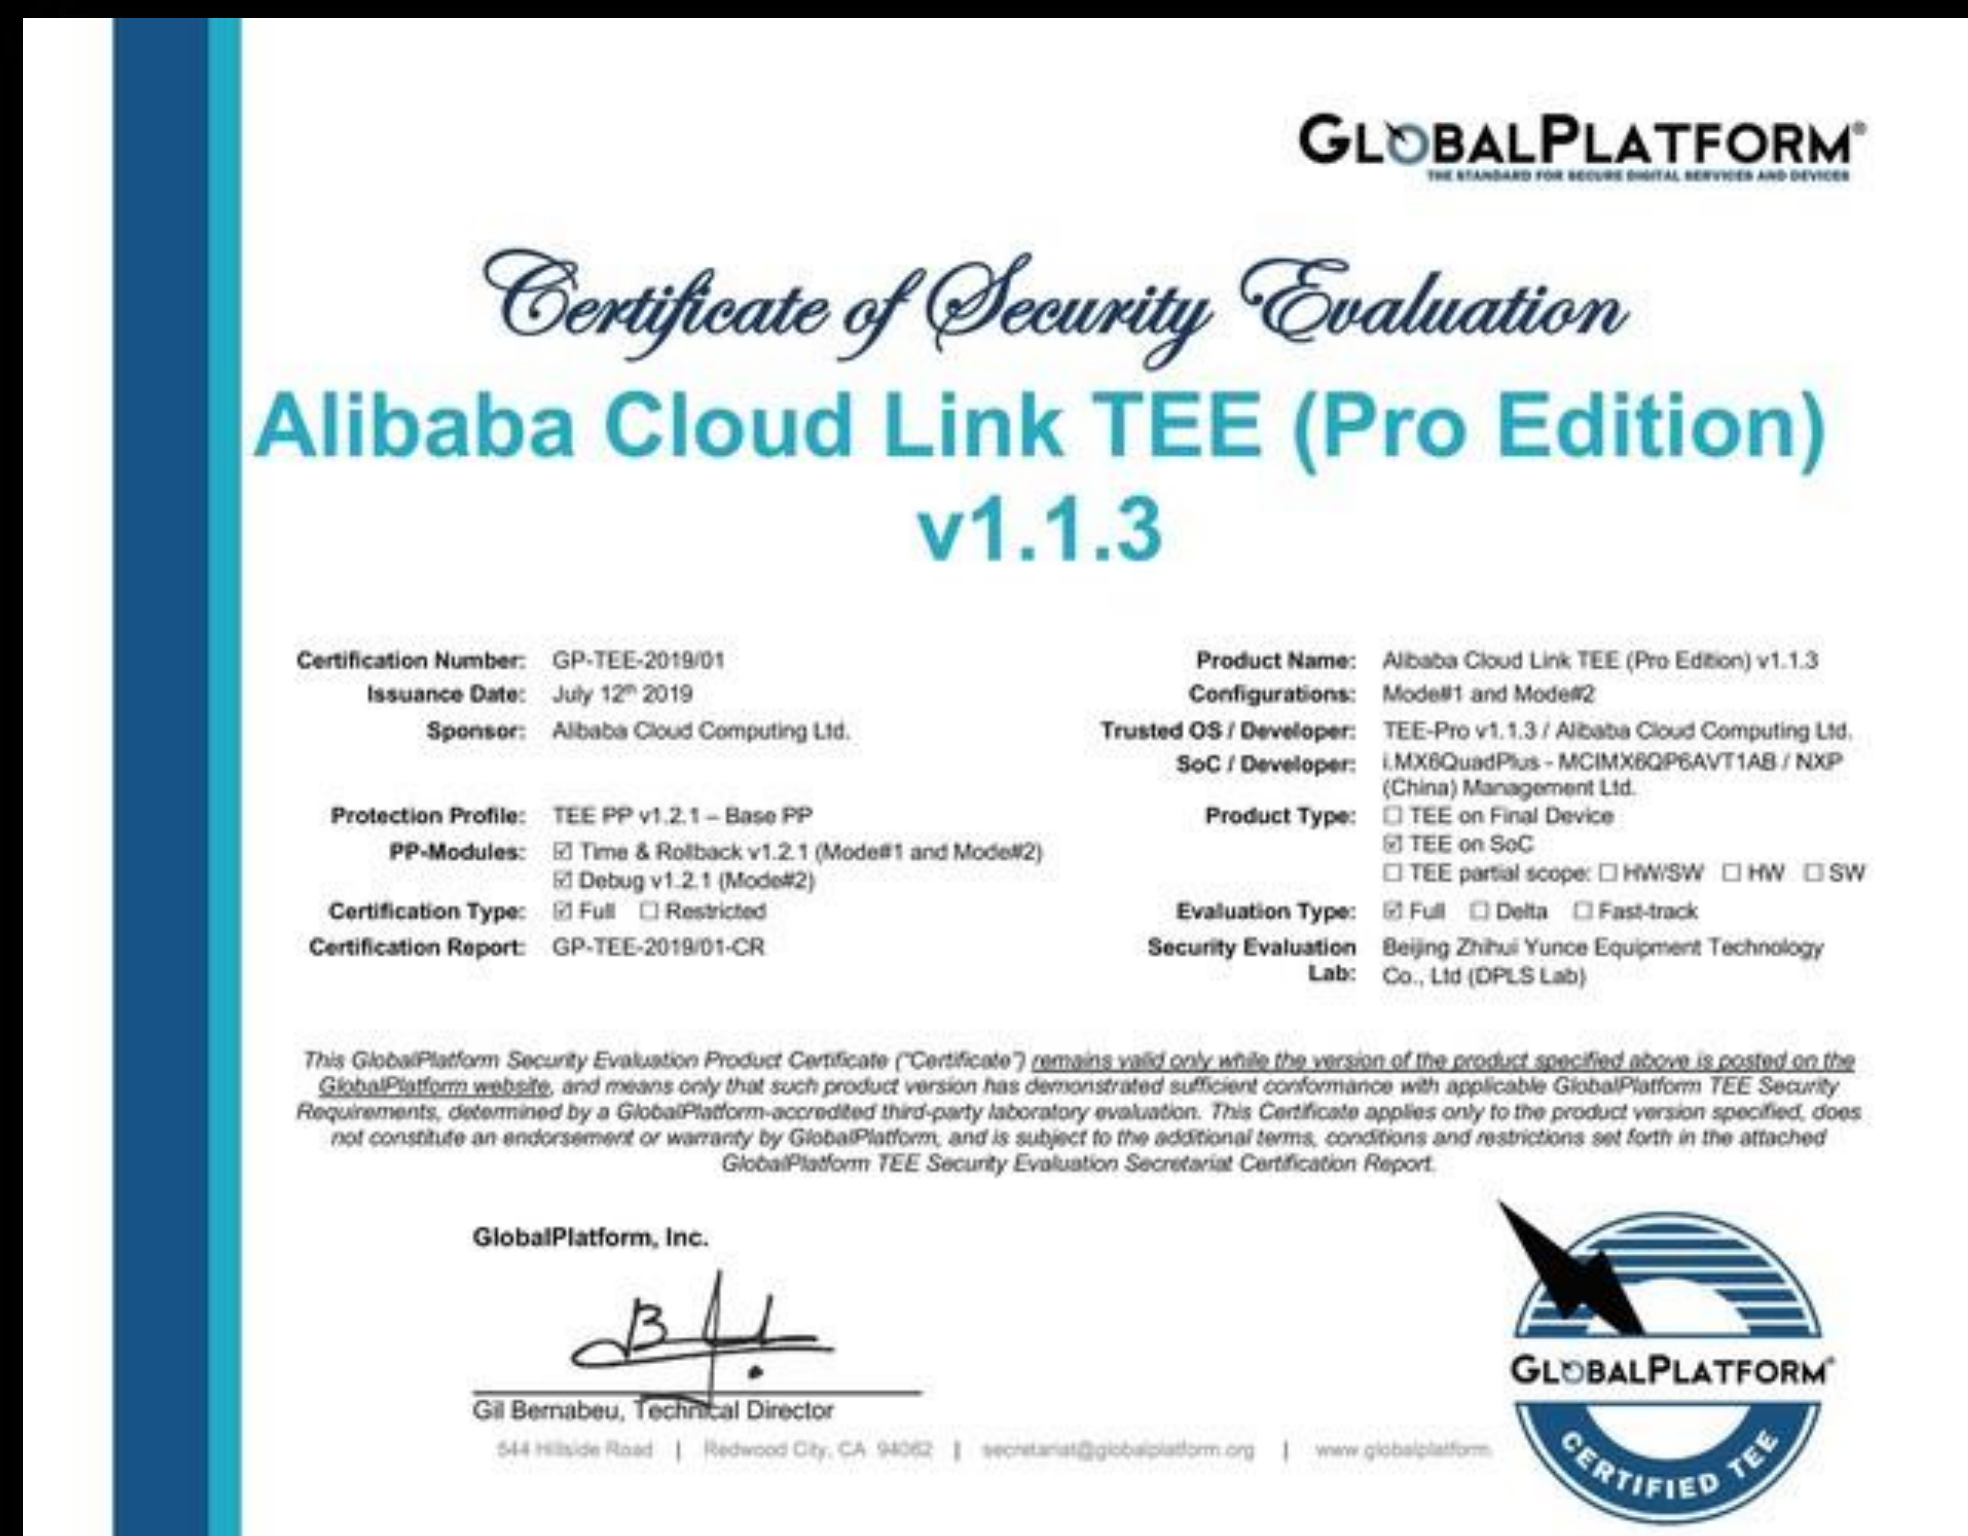 GLOBALPLATFORM®
THE STANDARD FOR SECURE DIGITAL SERVICES AND DEVICES
Certificate of Security Evaluation
Alibaba Cloud Link TEE (Pro Edition)
v1.1.3
Certification Number: GP-TEE-2019/01
Issuance Date: July 12th 2019
Sponsor: Alibaba Cloud Computing Ltd.
Protection Profile: TEE PP v1.2.1 – Base PP
PP-Modules: ☑ Time & Rollback v1.2.1 (Mode#1 and Mode#2)
☑ Debug v1.2.1 (Mode#2)
Certification Type: ☑ Full ☐ Restricted
Certification Report: GP-TEE-2019/01-CR
Product Name: Alibaba Cloud Link TEE (Pro Edition) v1.1.3
Configurations: Mode#1 and Mode#2
Trusted OS / Developer: TEE-Pro v1.1.3 / Alibaba Cloud Computing Ltd.
SoC / Developer: i.MX6QuadPlus - MCIMX6QP6AVT1AB / NXP
(China) Management Ltd.
Product Type: ☐ TEE on Final Device
☑ TEE on SoC
☐ TEE partial scope: ☐ HW/SW ☐ HW ☐ SW
Evaluation Type: ☑ Full ☐ Delta ☐ Fast-track
Security Evaluation Beijing Zhihui Yunce Equipment Technology
Lab: Co., Ltd (DPLS Lab)
This GlobalPlatform Security Evaluation Product Certificate ("Certificate") remains valid only while the version of the product specified above is posted on the
GlobalPlatform website, and means only that such product version has demonstrated sufficient conformance with applicable GlobalPlatform TEE Security
Requirements, determined by a GlobalPlatform-accredited third-party laboratory evaluation. This Certificate applies only to the product version specified, does
not constitute an endorsement or warranty by GlobalPlatform, and is subject to the additional terms, conditions and restrictions set forth in the attached
GlobalPlatform TEE Security Evaluation Secretariat Certification Report.
GlobalPlatform, Inc.
Gil Bernabeu, Technical Director
544 Hillside Road | Redwood City, CA 94062 | secretariat@globalplatform.org | www.globalplatform
GLOBALPLATFORM®
CERTIFIED TEE